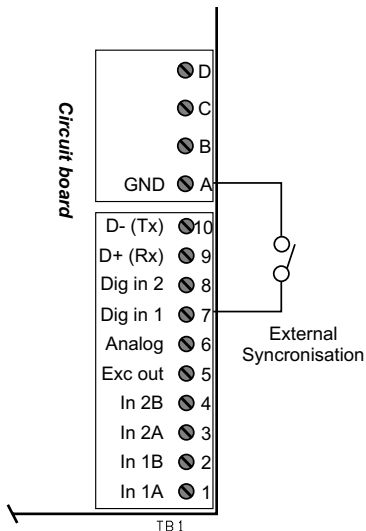 Circuit board
D
C
B
GND A
D- (Tx) 10
D+ (Rx) 9
Dig in 2 8
Dig in 1 7
Analog 6
Exc out 5
In 2B 4
In 2A 3
In 1B 2
In 1A 1
External
Syncronisation
TB1